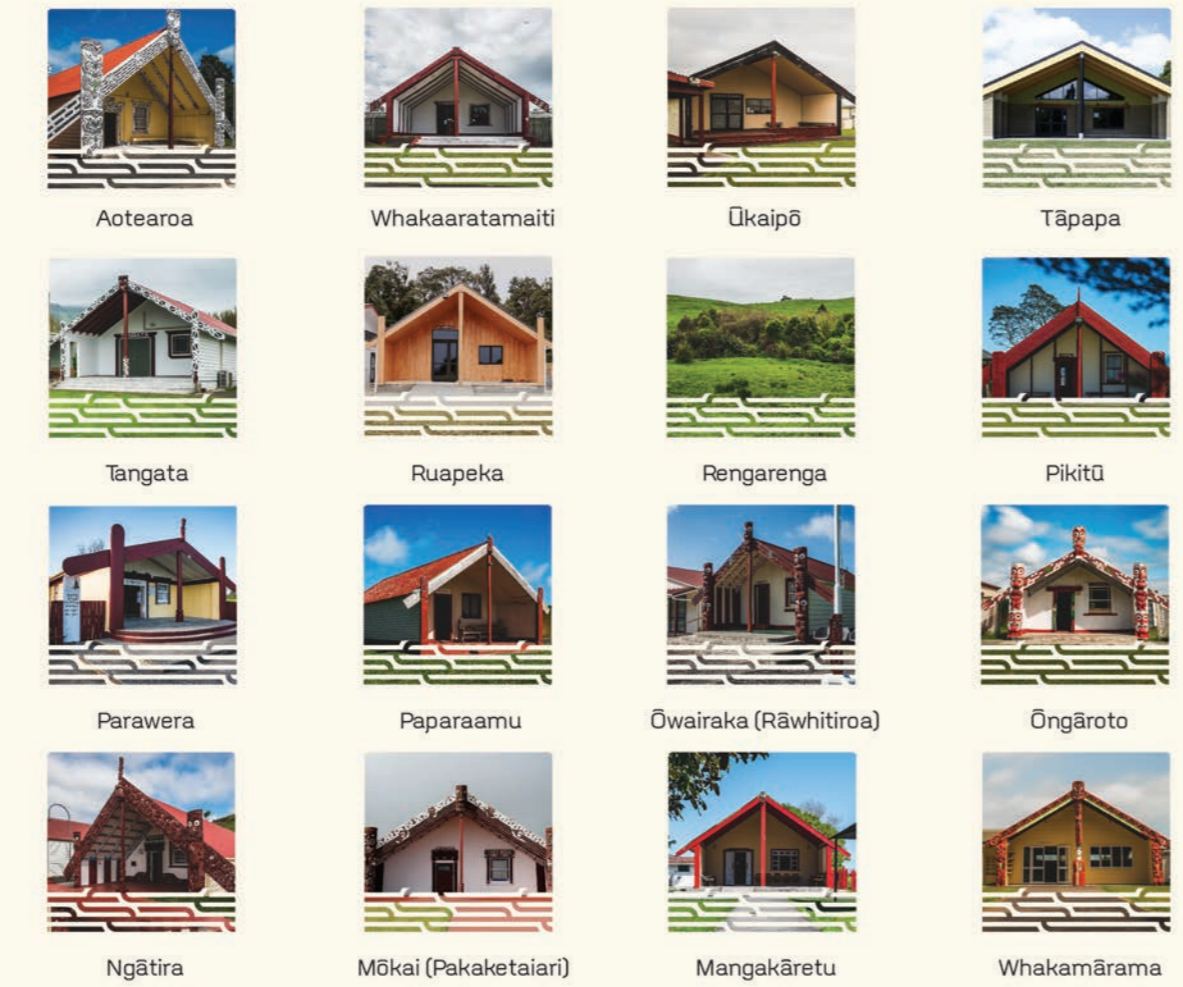 Aotearoa
Whakaaratamaiti
Ūkaipō
Tāpapa
Tangata
Ruapeka
Rengarenga
Pikitū
Parawera
Paparaamu
Ōwairaka (Rāwhitiroa)
Ōngāroto
Ngātira
Mōkai (Pakaketaiari)
Mangakāretu
Whakamārama